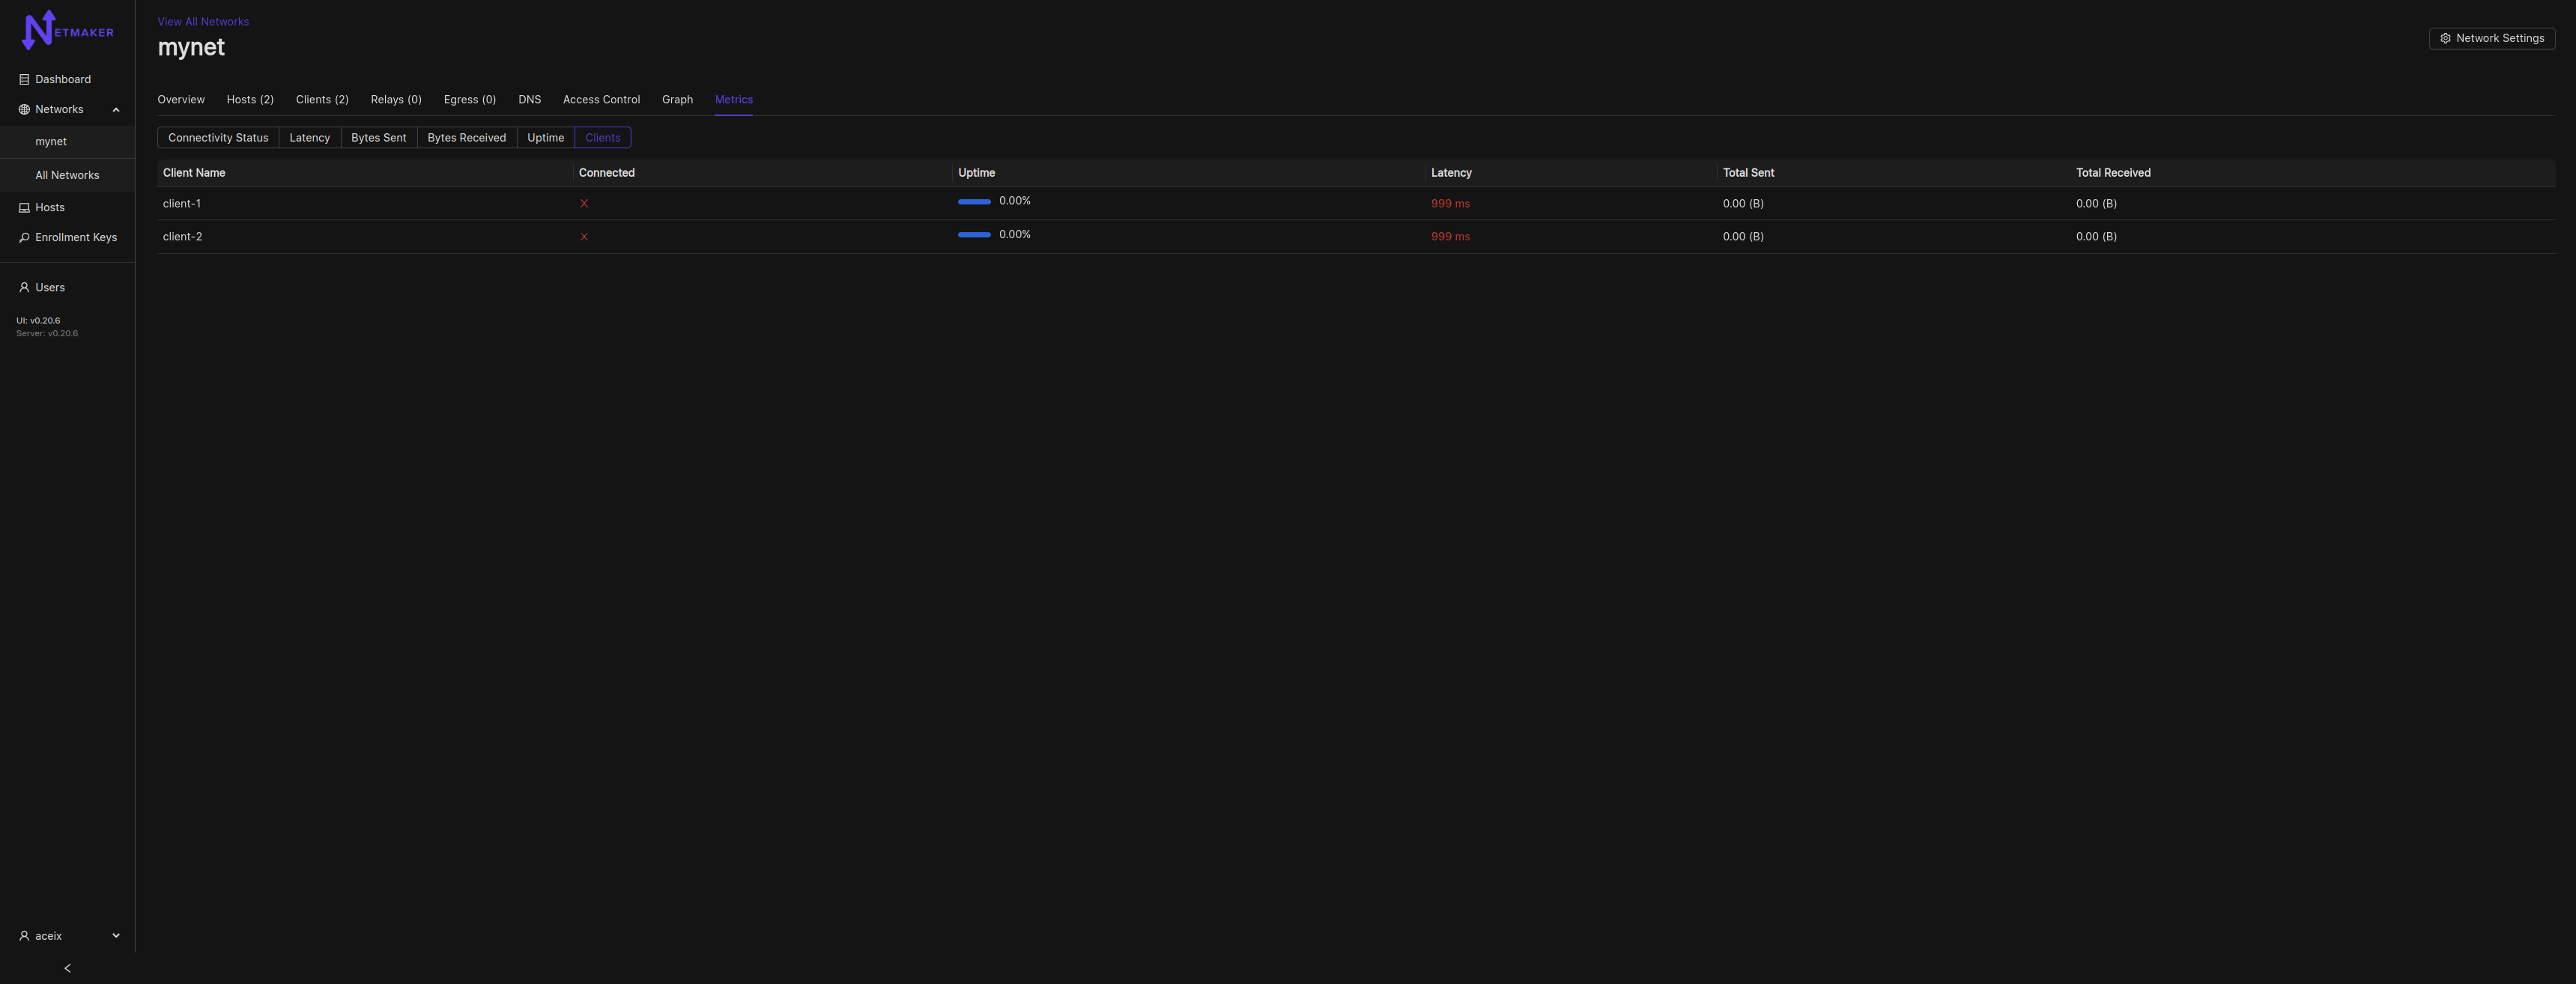 NETMAKER
Dashboard
Networks
mynet
All Networks
Hosts
Enrollment Keys
Users
UI: v0.20.6
Server: v0.20.6
aceix
View All Networks
mynet
Network Settings
Overview Hosts (2) Clients (2) Relays (0) Egress (0) DNS Access Control Graph Metrics
Connectivity Status Latency Bytes Sent Bytes Received Uptime Clients
Client Name Connected Uptime Latency Total Sent Total Received
client-1 0.00% 999 ms 0.00 (B) 0.00 (B)
client-2 0.00% 999 ms 0.00 (B) 0.00 (B)